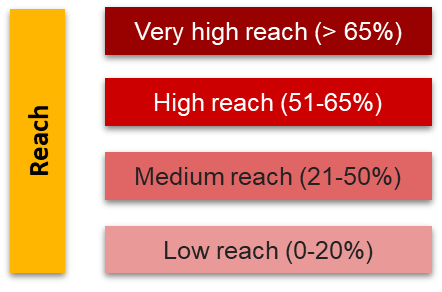 Reach
Very high reach (> 65%)
High reach (51-65%)
Medium reach (21-50%)
Low reach (0-20%)